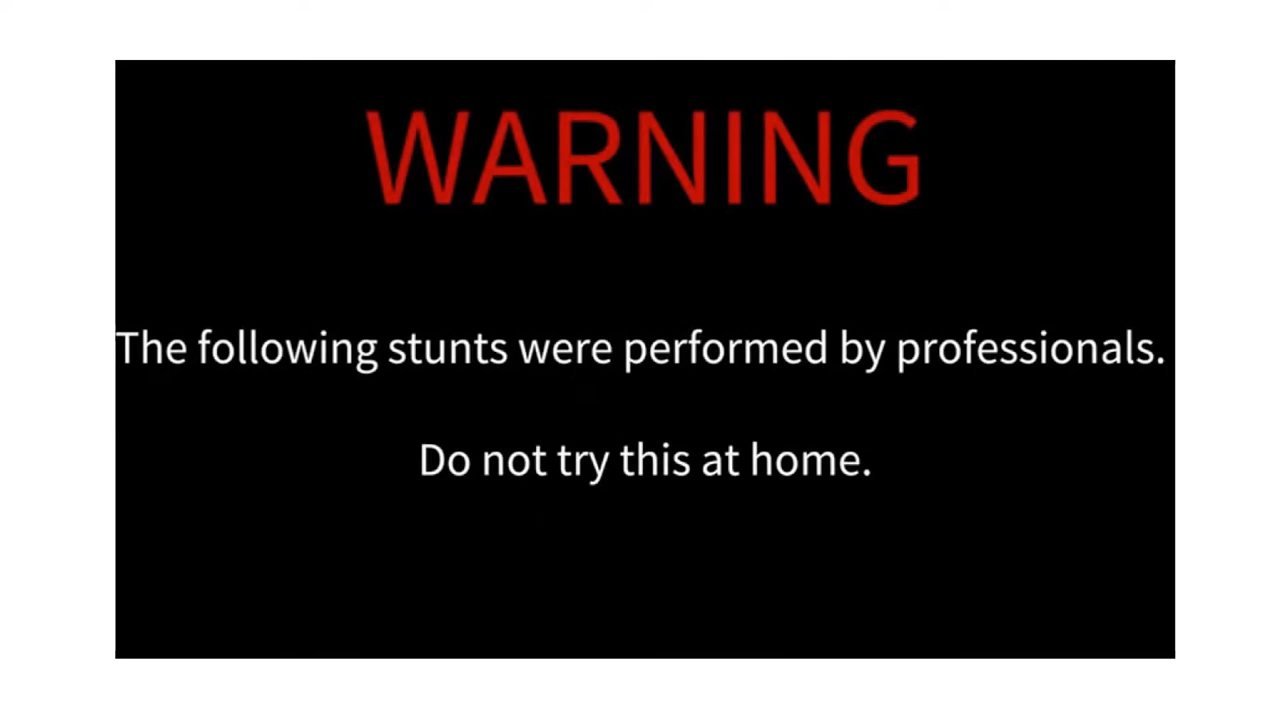 WARNING
The following stunts were performed by professionals.
Do not try this at home.